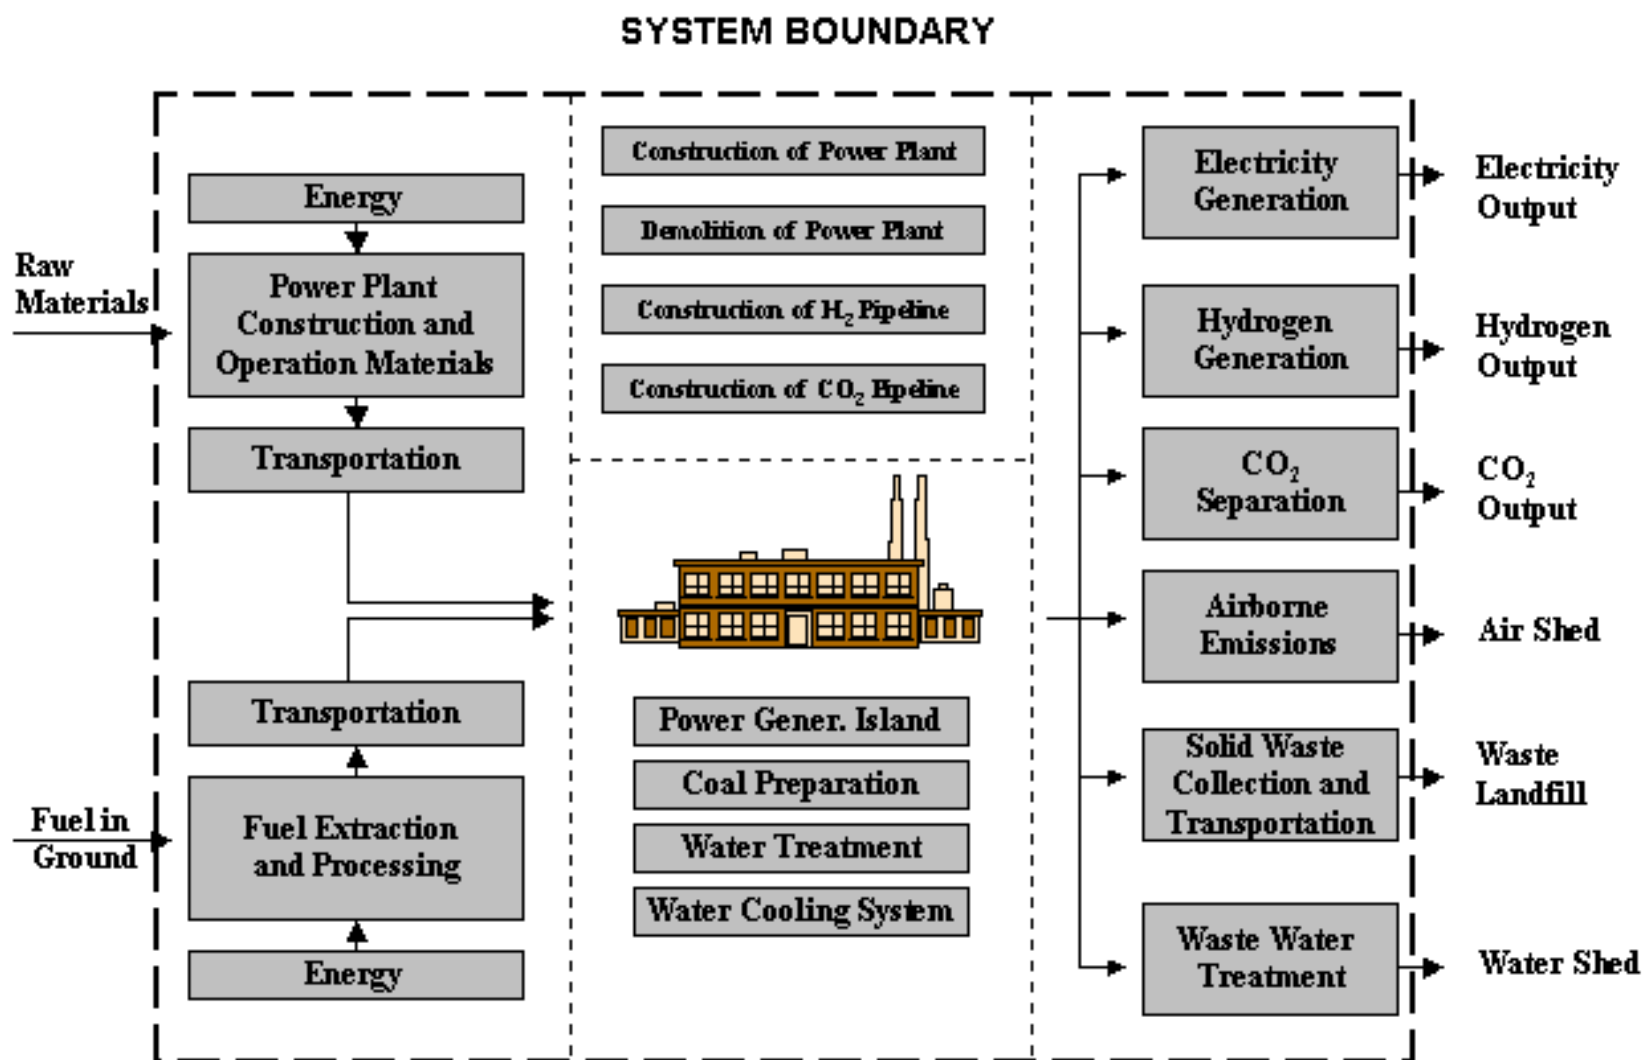 SYSTEM BOUNDARY
Raw
Materials
Fuel in
Ground
Energy
Power Plant
Construction and
Operation Materials
Transportation
Transportation
Fuel Extraction
and Processing
Energy
Construction of Power Plant
Demolition of Power Plant
Construction of H₂ Pipeline
Construction of CO₂ Pipeline
Power Gener. Island
Coal Preparation
Water Treatment
Water Cooling System
Electricity
Generation
Hydrogen
Generation
CO₂
Separation
Airborne
Emissions
Solid Waste
Collection and
Transportation
Waste Water
Treatment
Electricity
Output
Hydrogen
Output
CO₂
Output
Air Shed
Waste
Landfill
Water Shed